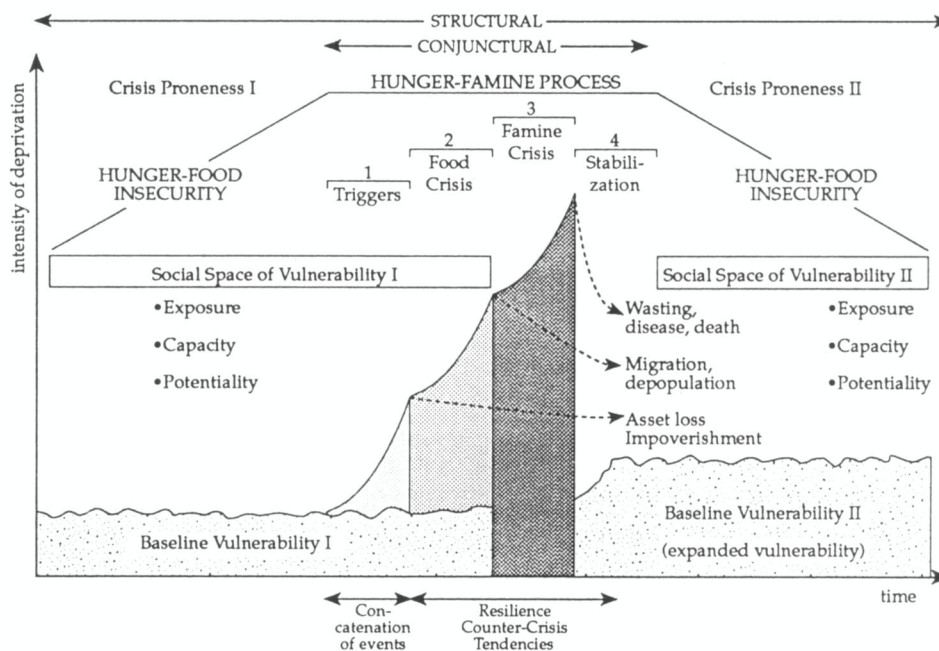 STRUCTURAL
CONJUNCTURAL
Crisis Proneness I
HUNGER-FAMINE PROCESS
Crisis Proneness II
intensity of deprivation
HUNGER-FOOD
INSECURITY
1
Triggers
2
Food
Crisis
3
Famine
Crisis
4
Stabili-
zation
HUNGER-FOOD
INSECURITY
Social Space of Vulnerability I
•Exposure
•Capacity
•Potentiality
Social Space of Vulnerability II
•Exposure
•Capacity
•Potentiality
Wasting,
disease, death
Migration,
depopulation
Asset loss
Impoverishment
Baseline Vulnerability I
Baseline Vulnerability II
(expanded vulnerability)
time
Con-
catenation
of events
Resilience
Counter-Crisis
Tendencies